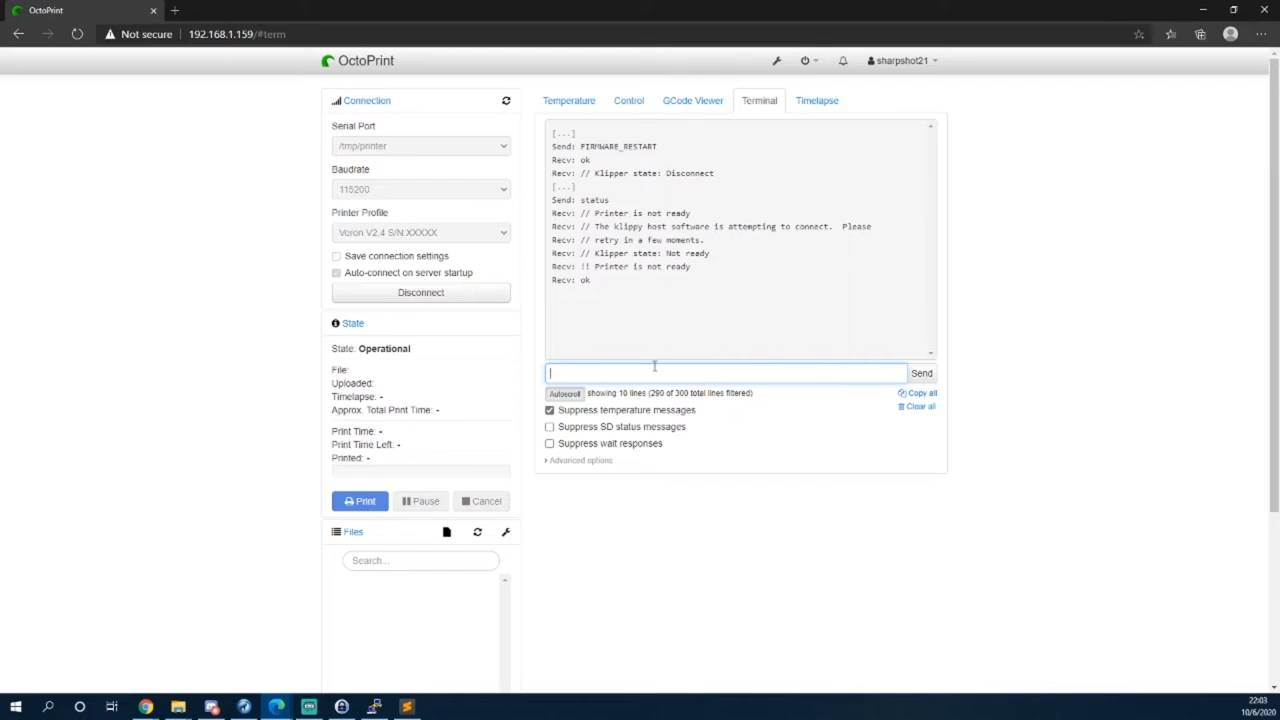 OctoPrint
Not secure
192.168.1.159/#term
OctoPrint
sharpshot21
Connection
Serial Port
/tmp/printer
Baudrate
115200
Printer Profile
Voron V2.4 S/N:XXXXX
Save connection settings
Auto-connect on server startup
Disconnect
State
State: Operational
File:
Uploaded:
Timelapse: -
Approx. Total Print Time: -
Print Time: -
Print Time Left: -
Printed: -
Print
Pause
Cancel
Files
Search...
Temperature
Control
GCode Viewer
Terminal
Timelapse
[...]
Send: FIRMWARE_RESTART
Recv: ok
Recv: // Klipper state: Disconnect
[...]
Send: status
Recv: // Printer is not ready
Recv: // The klippy host software is attempting to connect.  Please
Recv: // retry in a few moments.
Recv: // Klipper state: Not ready
Recv: !! Printer is not ready
Recv: ok
Send
Autoscroll
showing 10 lines (290 of 300 total lines filtered)
Copy all
Clear all
Suppress temperature messages
Suppress SD status messages
Suppress wait responses
Advanced options
22:03
10/6/2020